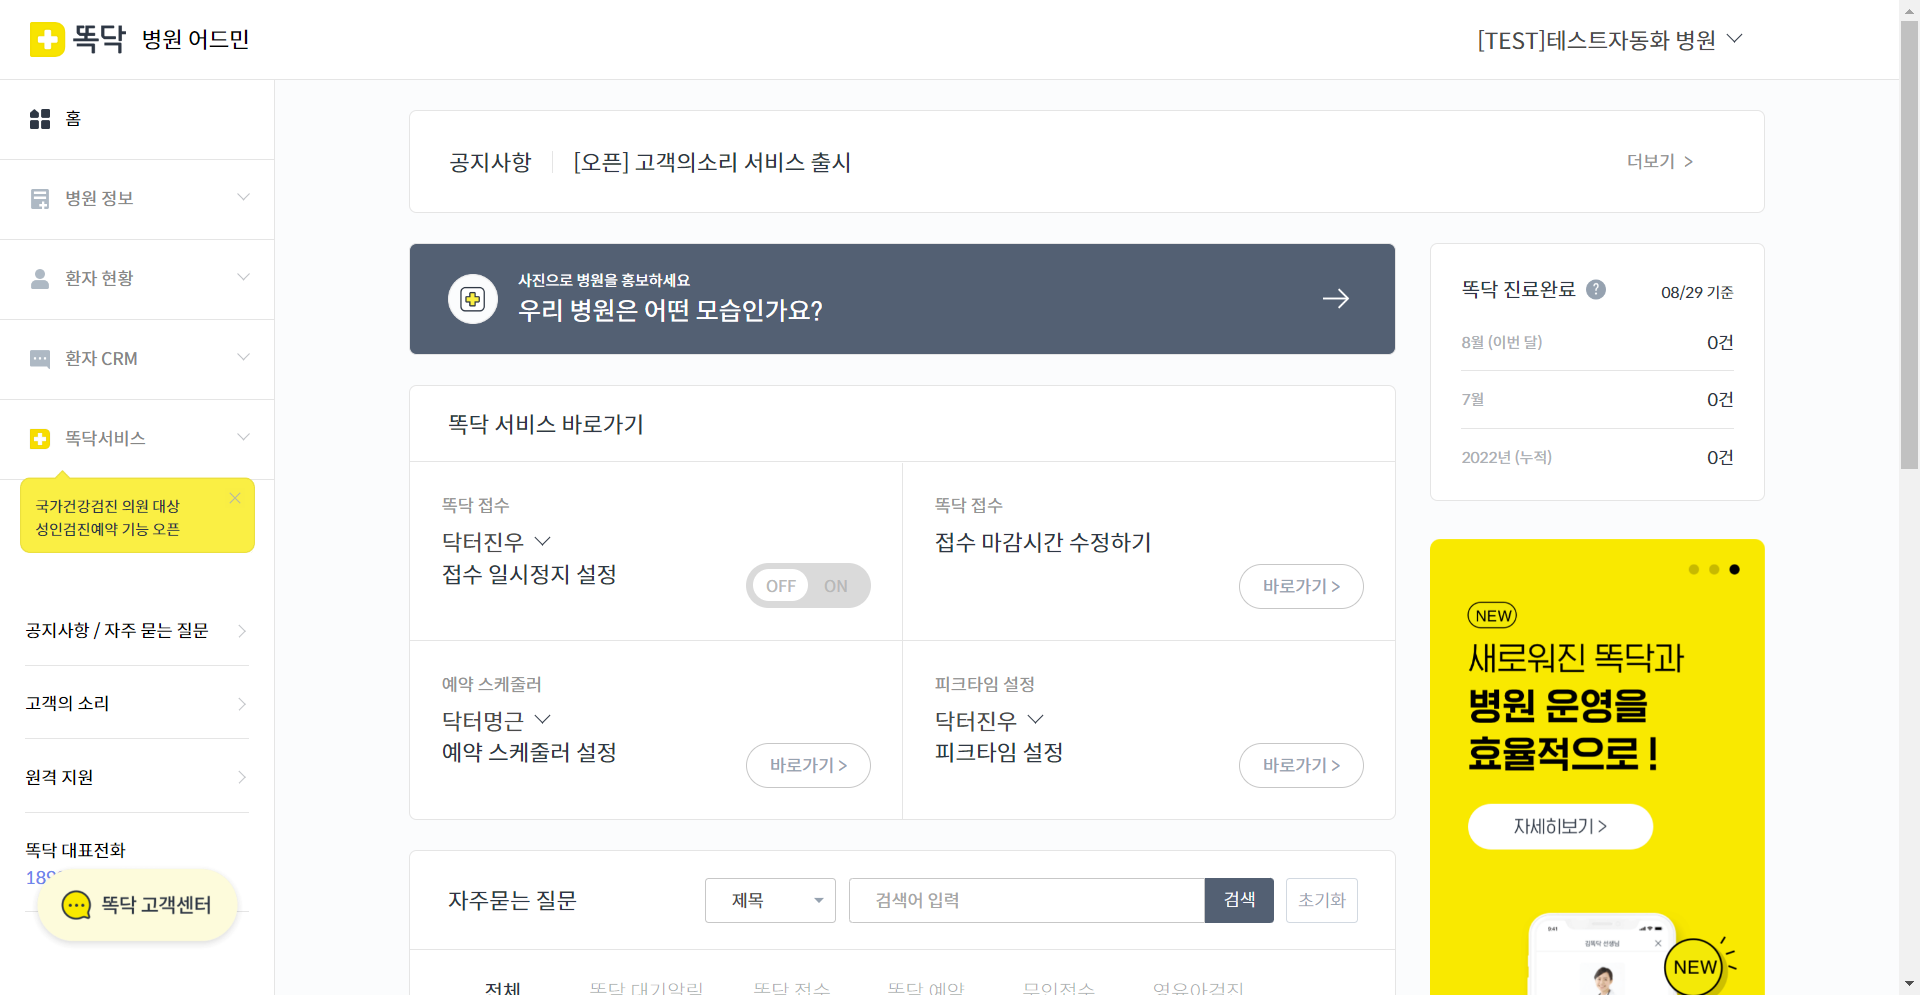 똑닥 병원 어드민
[TEST]테스트자동화 병원
홈
병원 정보
환자 현황
환자 CRM
똑닥서비스
국가건강검진 의원 대상
성인검진예약 기능 오픈
공지사항 / 자주 묻는 질문
고객의 소리
원격 지원
똑닥 대표전화
189
똑닥 고객센터
공지사항 [오픈] 고객의소리 서비스 출시
더보기 >
사진으로 병원을 홍보하세요
우리 병원은 어떤 모습인가요?
똑닥 서비스 바로가기
똑닥 접수
닥터진우
접수 일시정지 설정
OFF ON
똑닥 접수
접수 마감시간 수정하기
바로가기 >
예약 스케줄러
닥터명근
예약 스케줄러 설정
바로가기 >
피크타임 설정
닥터진우
피크타임 설정
바로가기 >
자주묻는 질문
제목
검색어 입력
검색
초기화
전체 똑닥 대기알림 똑닥 접수 똑닥 예약 무인접수 영유아검진
똑닥 진료완료 ?
08/29 기준
8월 (이번 달) 0건
7월 0건
2022년 (누적) 0건
NEW
새로워진 똑닥과
병원 운영을
효율적으로 !
자세히보기 >
9:41
김똑닥 선생님
NEW